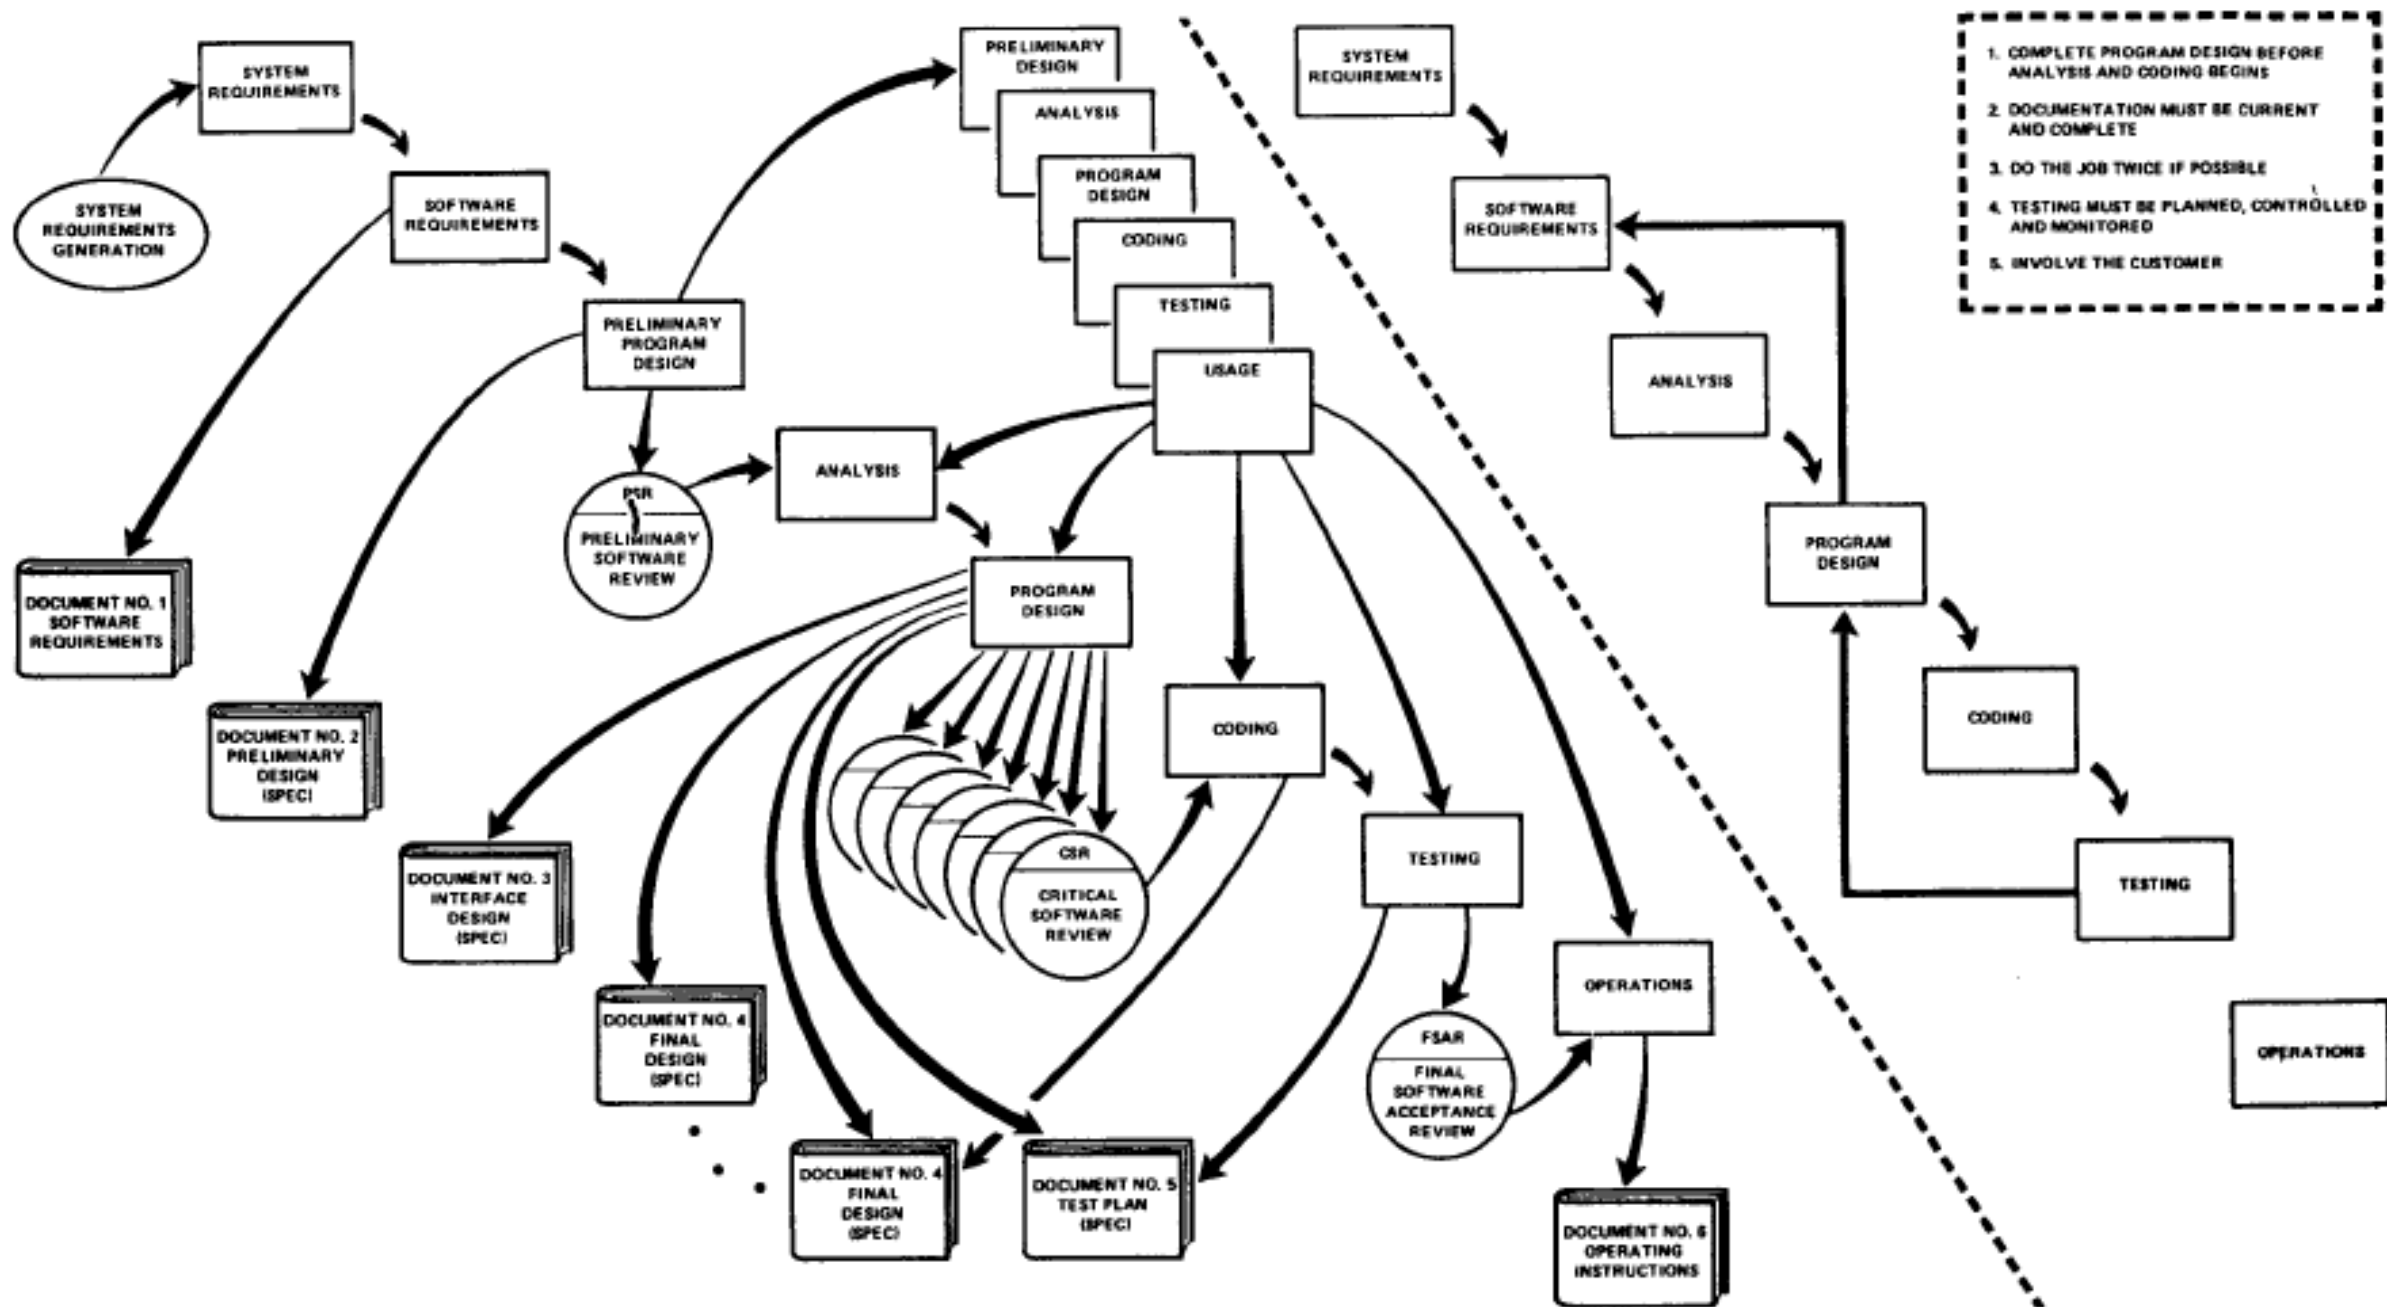 SYSTEM
REQUIREMENTS
SYSTEM
REQUIREMENTS
GENERATION
SOFTWARE
REQUIREMENTS
PRELIMINARY
PROGRAM
DESIGN
PSR
PRELIMINARY
SOFTWARE
REVIEW
ANALYSIS
PROGRAM
DESIGN
CSR
CRITICAL
SOFTWARE
REVIEW
CODING
TESTING
FSAR
FINAL
SOFTWARE
ACCEPTANCE
REVIEW
OPERATIONS
PRELIMINARY
DESIGN
ANALYSIS
PROGRAM
DESIGN
CODING
TESTING
USAGE
DOCUMENT NO. 1
SOFTWARE
REQUIREMENTS
DOCUMENT NO. 2
PRELIMINARY
DESIGN
(SPEC)
DOCUMENT NO. 3
INTERFACE
DESIGN
(SPEC)
DOCUMENT NO. 4
FINAL
DESIGN
(SPEC)
DOCUMENT NO. 4
FINAL
DESIGN
(SPEC)
DOCUMENT NO. 5
TEST PLAN
(SPEC)
DOCUMENT NO. 6
OPERATING
INSTRUCTIONS
SYSTEM
REQUIREMENTS
SOFTWARE
REQUIREMENTS
ANALYSIS
PROGRAM
DESIGN
CODING
TESTING
OPERATIONS
1. COMPLETE PROGRAM DESIGN BEFORE
ANALYSIS AND CODING BEGINS
2. DOCUMENTATION MUST BE CURRENT
AND COMPLETE
3. DO THE JOB TWICE IF POSSIBLE
4. TESTING MUST BE PLANNED, CONTROLLED
AND MONITORED
5. INVOLVE THE CUSTOMER